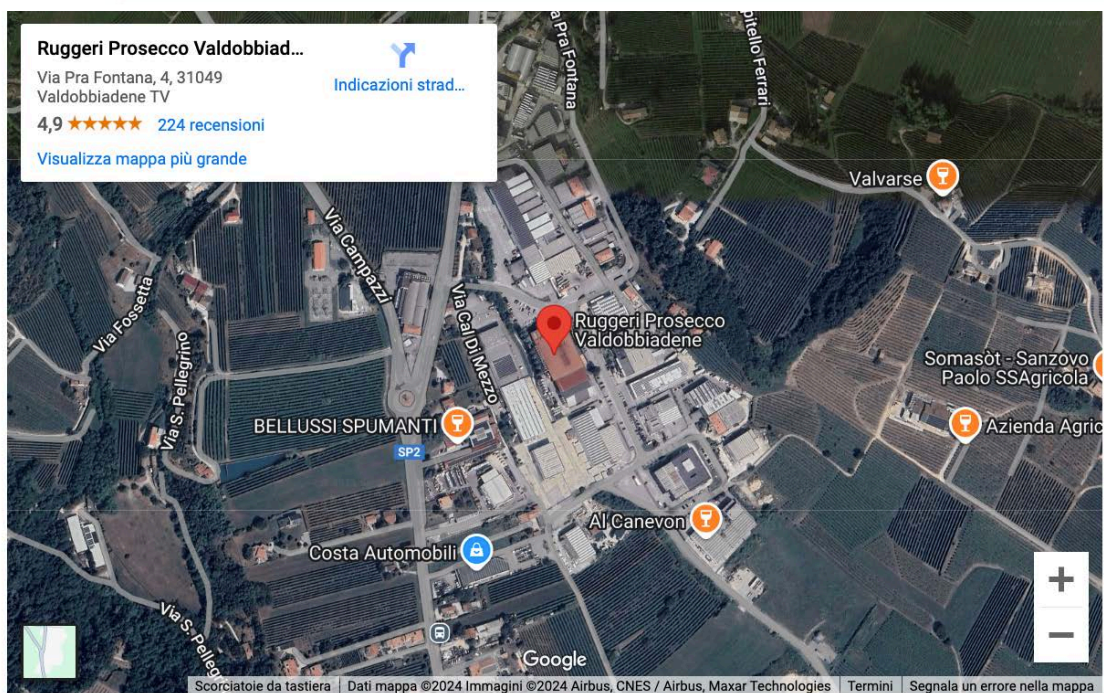 Ruggeri Prosecco Valdobbiad...
Via Pra Fontana, 4, 31049
Valdobbiadene TV
4,9
224 recensioni
Visualizza mappa più grande
Indicazioni strad...
a Pra Fontana
pitello Ferrari
Valvarse
Via Campazzi
Via Fossetta
Via S. Pellegrino
Via Cal Di Mezzo
Ruggeri Prosecco
Valdobbiadene
Somasòt - Sanzovo
Paolo SSAgricola
BELLUSSI SPUMANTI
Azienda Agric
SP2
Al Canevon
Costa Automobili
Via S. Pellegr
Google
Scorciatoie da tastiera
Dati mappa ©2024 Immagini ©2024 Airbus, CNES / Airbus, Maxar Technologies
Termini
Segnala un errore nella mappa